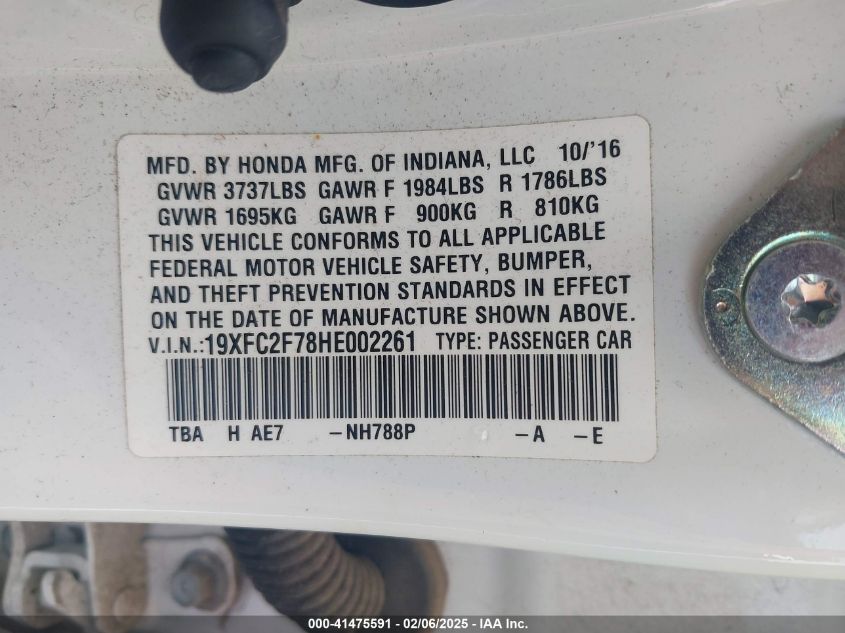 MFD. BY HONDA MFG. OF INDIANA, LLC 10/'16
GVWR 3737LBS GAWR F 1984LBS R 1786LBS
GVWR 1695KG GAWR F 900KG R 810KG
THIS VEHICLE CONFORMS TO ALL APPLICABLE
FEDERAL MOTOR VEHICLE SAFETY, BUMPER,
AND THEFT PREVENTION STANDARDS IN EFFECT
ON THE DATE OF MANUFACTURE SHOWN ABOVE.
V.I.N.:19XFC2F78HE002261 TYPE: PASSENGER CAR
TBA H AE7 -NH788P -A -E
000-41475591 - 02/06/2025 - IAA Inc.